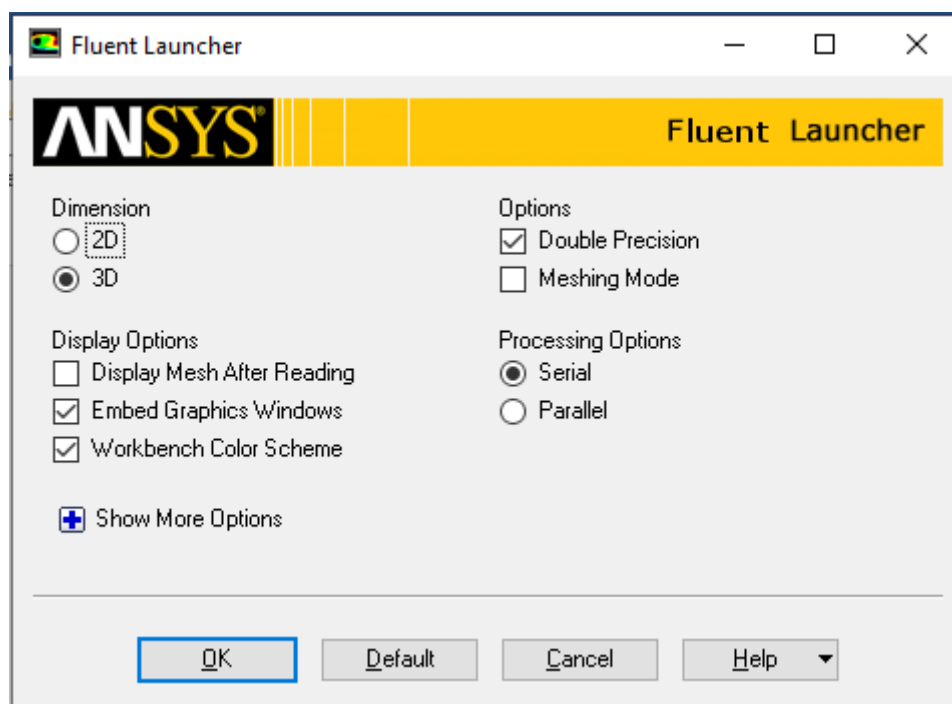 Fluent Launcher
ANSYS®
Fluent Launcher
Dimension
2D
3D
Options
Double Precision
Meshing Mode
Display Options
Display Mesh After Reading
Embed Graphics Windows
Workbench Color Scheme
Processing Options
Serial
Parallel
Show More Options
OK
Default
Cancel
Help